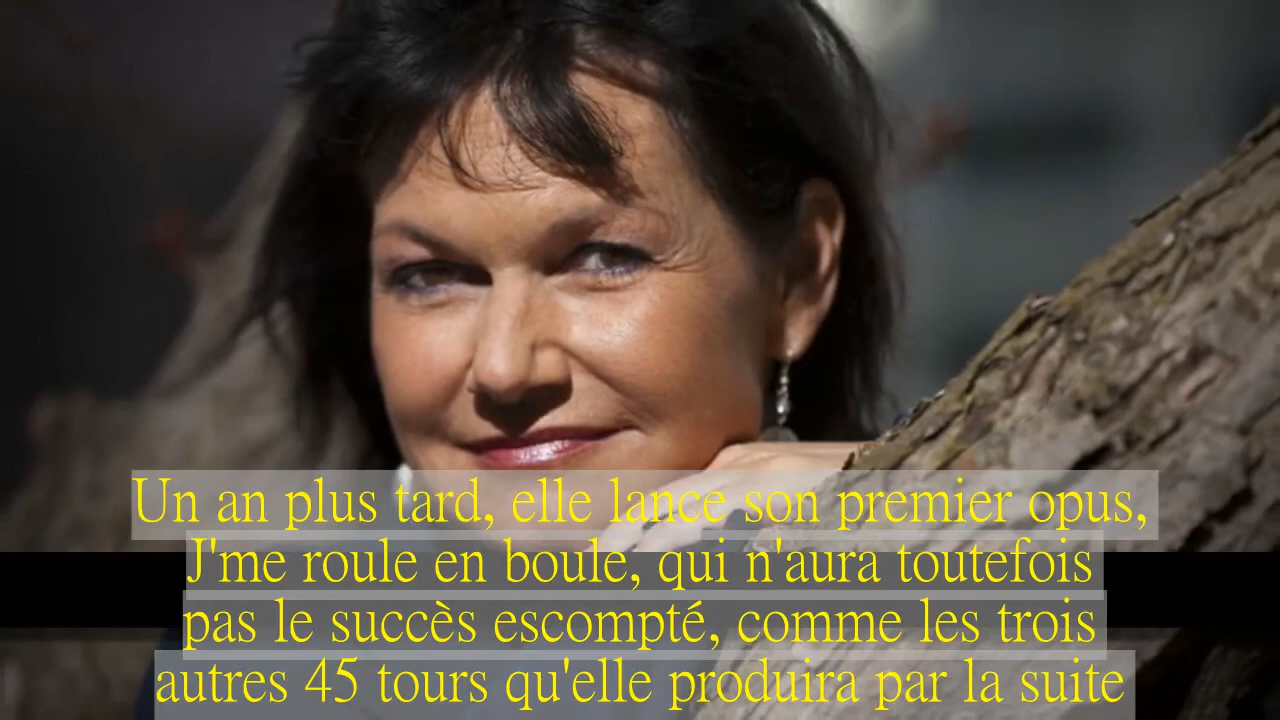 Un an plus tard, elle lance son premier opus,
J'me roule en boule, qui n'aura toutefois
pas le succès escompté, comme les trois
autres 45 tours qu'elle produira par la suite